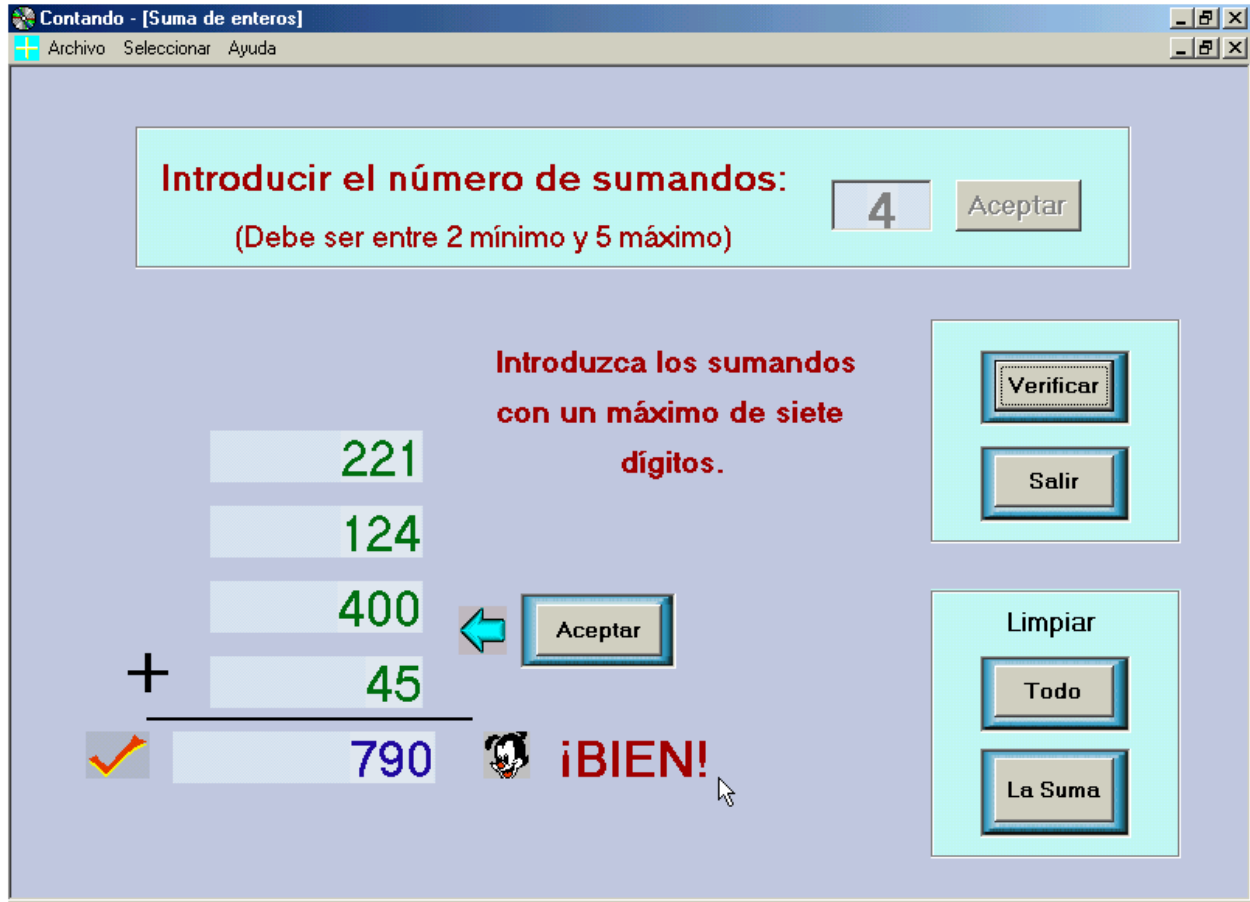 Contando - [Suma de enteros]
Archivo Seleccionar Ayuda
Introducir el número de sumandos:
(Debe ser entre 2 mínimo y 5 máximo)
4
Aceptar
Introduzca los sumandos
con un máximo de siete
dígitos.
221
124
400
+ 45
790
Aceptar
¡BIEN!
Verificar
Salir
Limpiar
Todo
La Suma